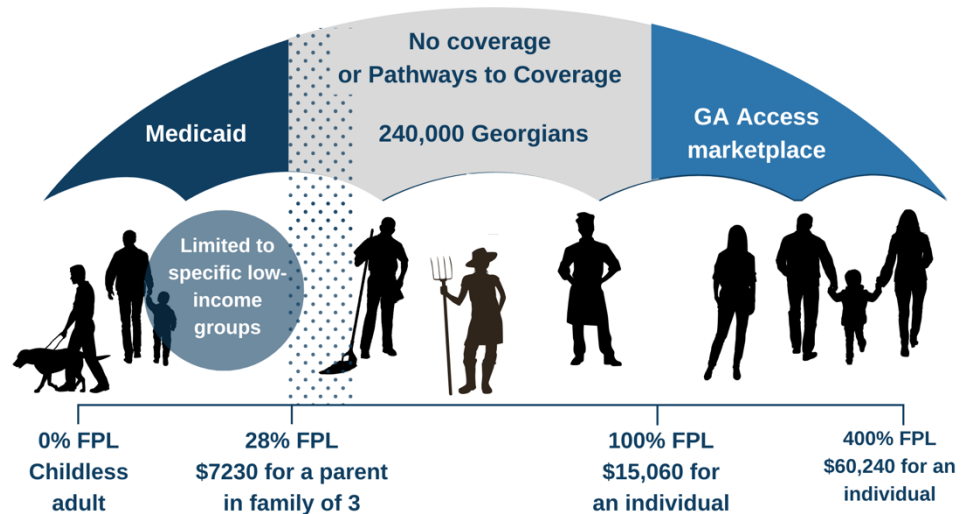 No coverage
or Pathways to Coverage
240,000 Georgians
Medicaid
GA Access
marketplace
Limited to
specific low-
income
groups
0% FPL
Childless
adult
28% FPL
$7230 for a parent
in family of 3
100% FPL
$15,060 for
an individual
400% FPL
$60,240 for an
individual